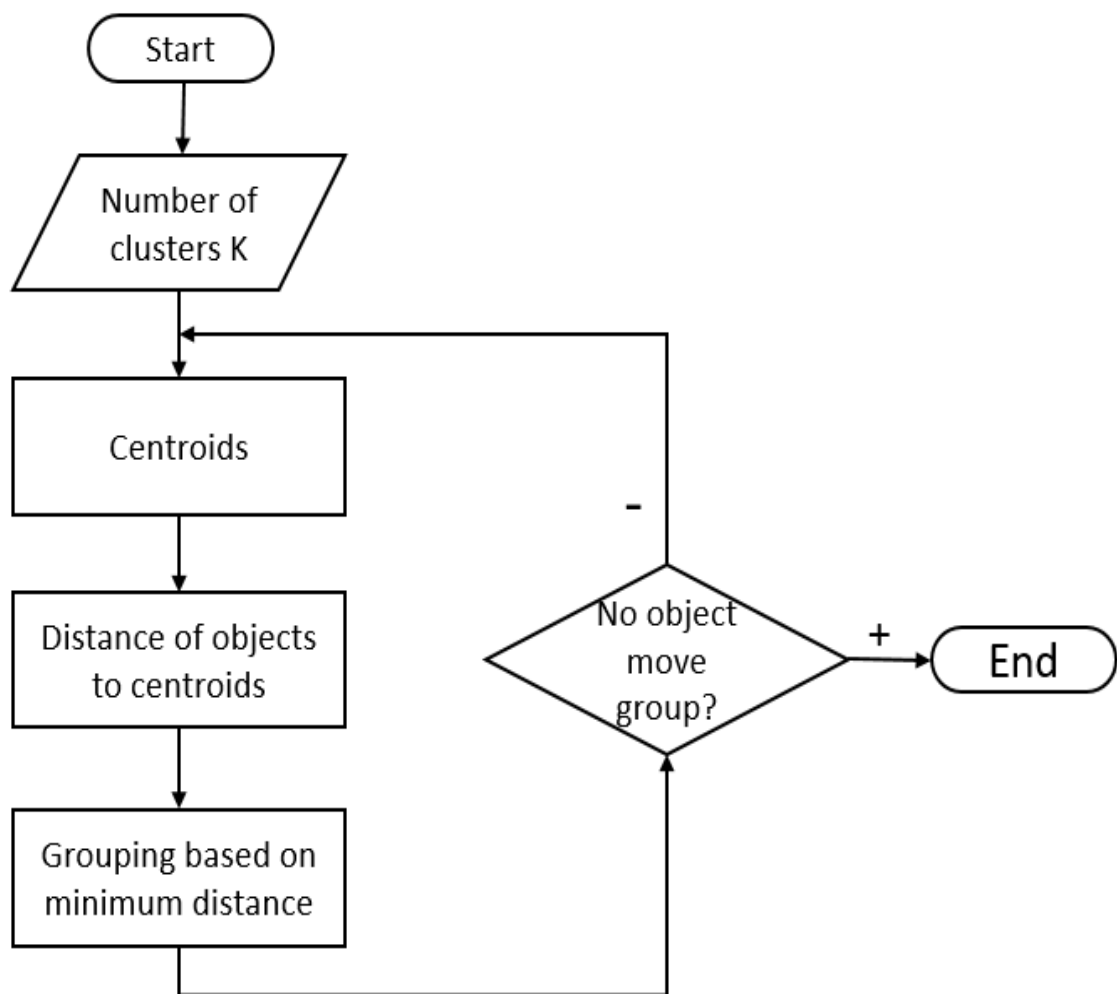 Start
Number of
clusters K
Centroids
Distance of objects
to centroids
Grouping based on
minimum distance
-
No object
move
group?
+
End